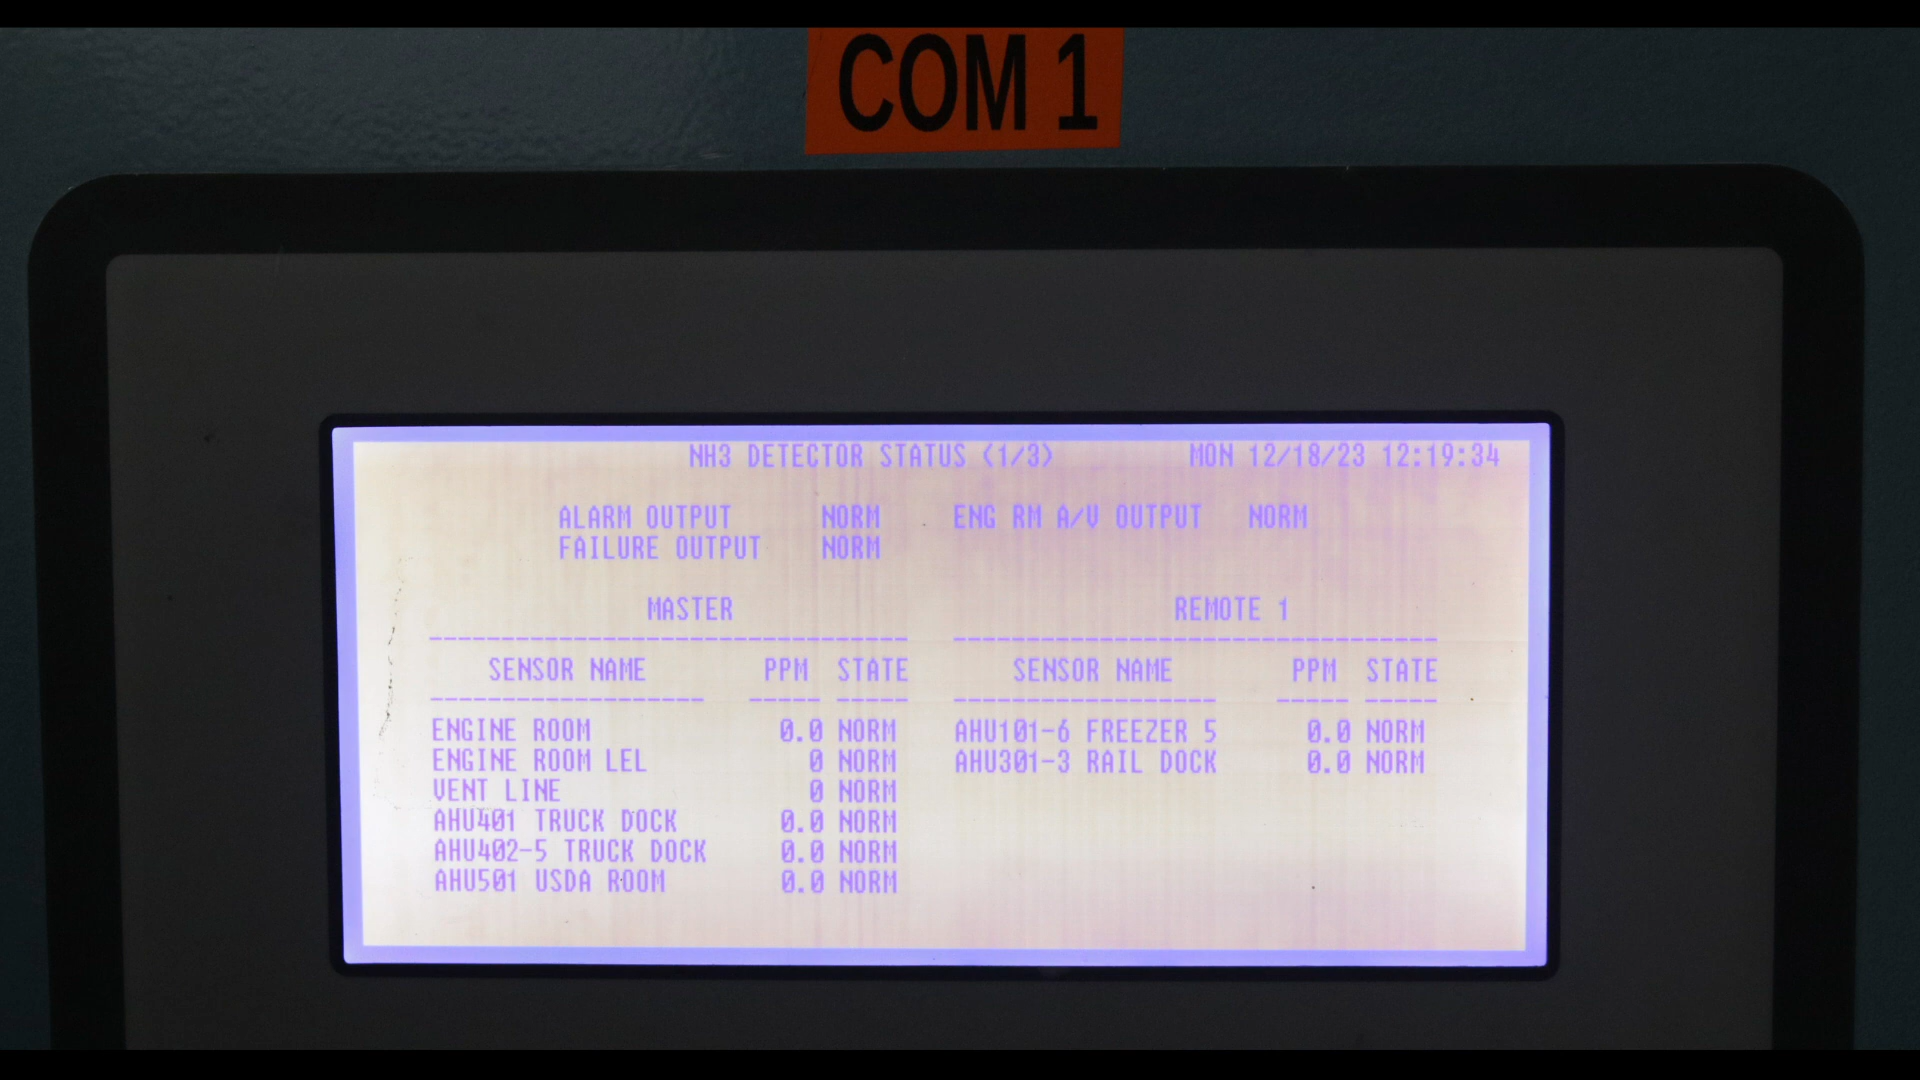 COM 1
NH3 DETECTOR STATUS (1/3) MON 12/18/23 12:19:34
ALARM OUTPUT NORM ENG RM A/V OUTPUT NORM
FAILURE OUTPUT NORM
MASTER REMOTE 1
SENSOR NAME PPM STATE SENSOR NAME PPM STATE
ENGINE ROOM 0.0 NORM AHU101-6 FREEZER 5 0.0 NORM
ENGINE ROOM LEL 0 NORM AHU301-3 RAIL DOCK 0.0 NORM
VENT LINE 0 NORM
AHU401 TRUCK DOCK 0.0 NORM
AHU402-5 TRUCK DOCK 0.0 NORM
AHU501 USDA ROOM 0.0 NORM